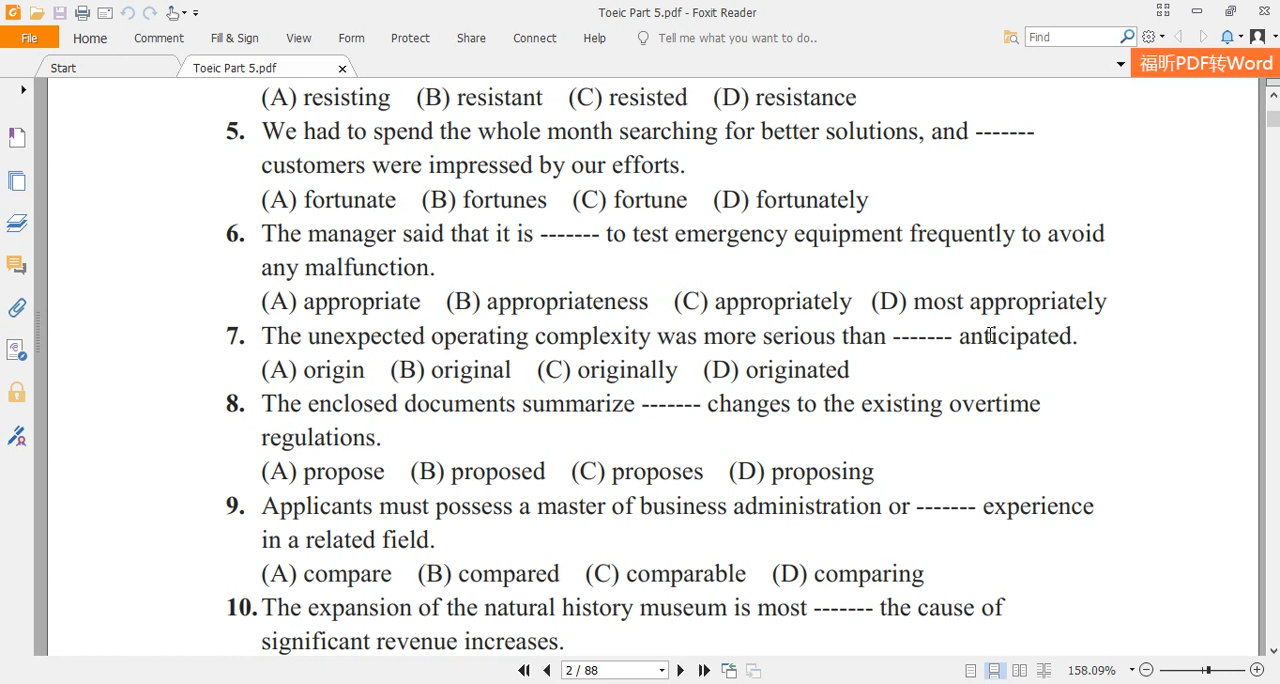 Toeic Part 5.pdf - Foxit Reader
File Home Comment Fill & Sign View Form Protect Share Connect Help Tell me what you want to do.. Find
Start Toeic Part 5.pdf 福昕PDF转Word
(A) resisting (B) resistant (C) resisted (D) resistance
5. We had to spend the whole month searching for better solutions, and -------
customers were impressed by our efforts.
(A) fortunate (B) fortunes (C) fortune (D) fortunately
6. The manager said that it is ------- to test emergency equipment frequently to avoid
any malfunction.
(A) appropriate (B) appropriateness (C) appropriately (D) most appropriately
7. The unexpected operating complexity was more serious than ------- anticipated.
(A) origin (B) original (C) originally (D) originated
8. The enclosed documents summarize ------- changes to the existing overtime
regulations.
(A) propose (B) proposed (C) proposes (D) proposing
9. Applicants must possess a master of business administration or ------- experience
in a related field.
(A) compare (B) compared (C) comparable (D) comparing
10. The expansion of the natural history museum is most ------- the cause of
significant revenue increases.
2 / 88 158.09%